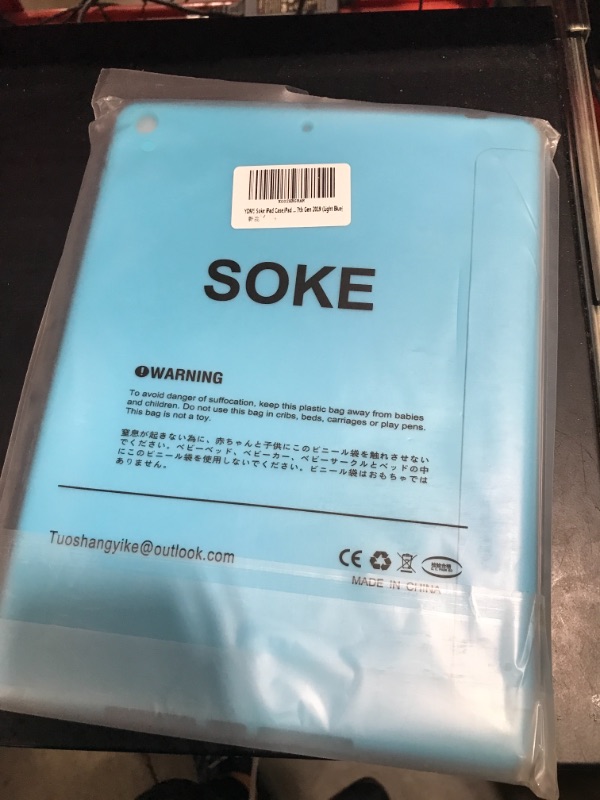 Soke iPad Case,iPad ... 7th Gen 2019 (Light Blue)
新品
SOKE
WARNING
To avoid danger of suffocation, keep this plastic bag away from babies
and children. Do not use this bag in cribs, beds, carriages or play pens.
This bag is not a toy.
窒息が起きない為に、赤ちゃんと子供にこのビニール袋を触れさせない
でください。ベビーベッド、ベビーカー、ベビーサークルとベッドの中
にこのビニール袋を使用しないでください。ビニール袋はおもちゃでは
ありません。
Tuoshangyike@outlook.com
CE
MADE IN CHINA